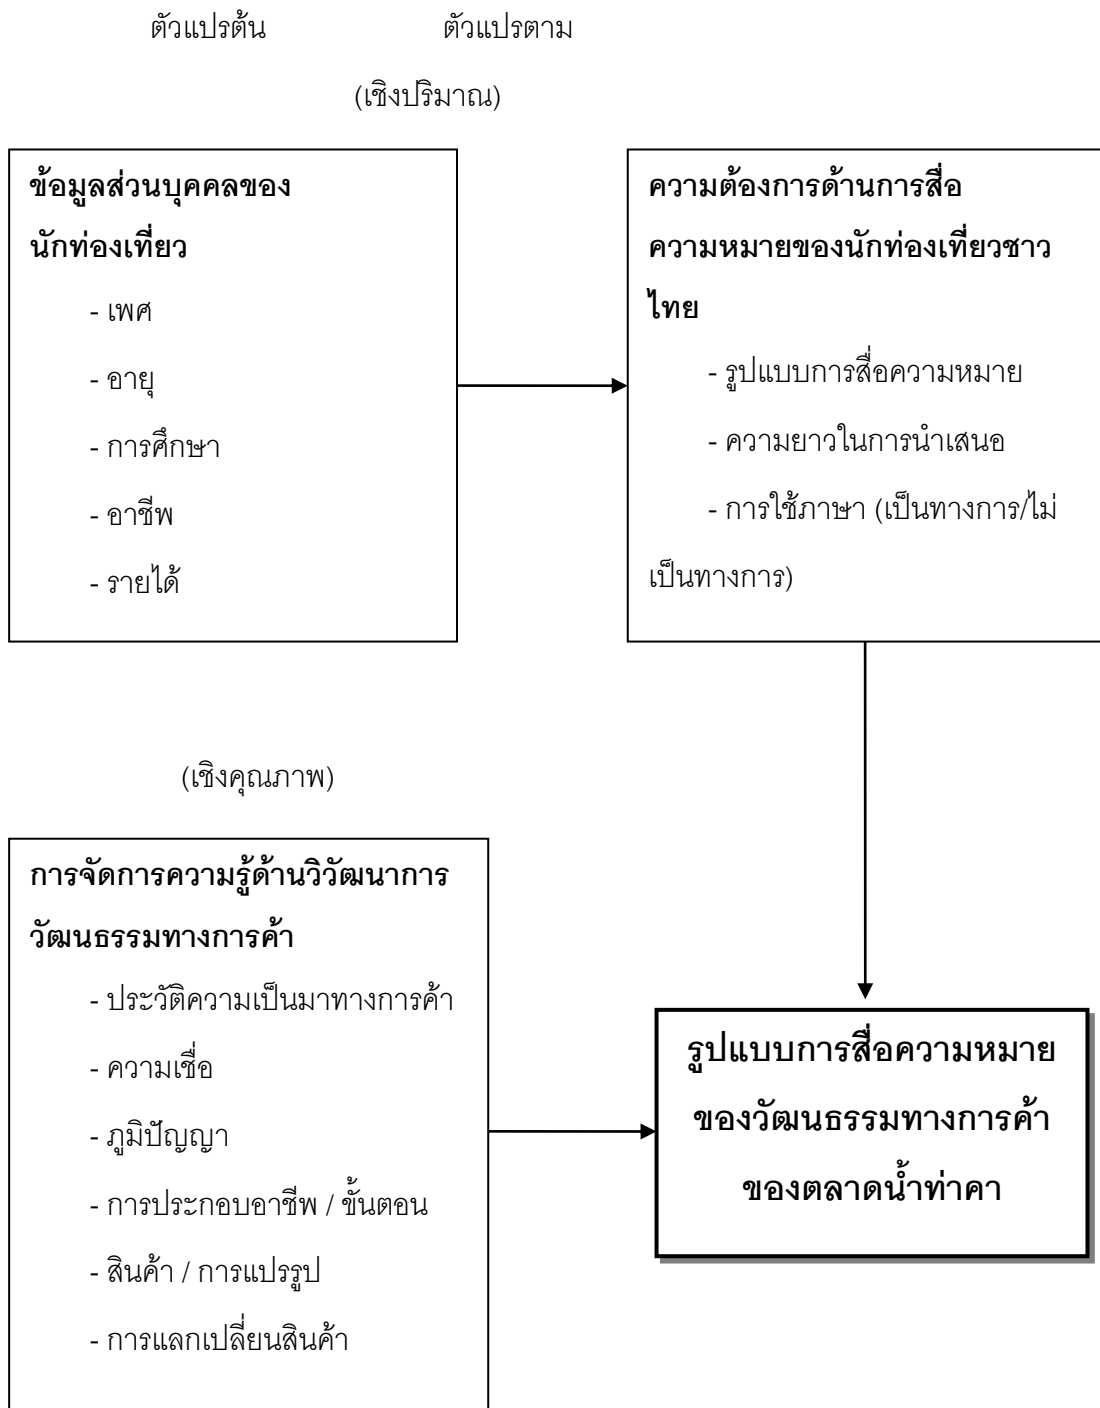 ตัวแปรต้น ตัวแปรตาม
(เชิงปริมาณ)
ข้อมูลส่วนบุคคลของ
นักท่องเที่ยว
- เพศ
- อายุ
- การศึกษา
- อาชีพ
- รายได้
ความต้องการด้านการสื่อ
ความหมายของนักท่องเที่ยวชาว
ไทย
- รูปแบบการสื่อความหมาย
- ความยาวในการนำเสนอ
- การใช้ภาษา (เป็นทางการ/ไม่
เป็นทางการ)
(เชิงคุณภาพ)
การจัดการความรู้ด้านวิวัฒนาการ
วัฒนธรรมทางการค้า
- ประวัติความเป็นมาทางการค้า
- ความเชื่อ
- ภูมิปัญญา
- การประกอบอาชีพ / ขั้นตอน
- สินค้า / การแปรรูป
- การแลกเปลี่ยนสินค้า
รูปแบบการสื่อความหมาย
ของวัฒนธรรมทางการค้า
ของตลาดน้ำท่าคา